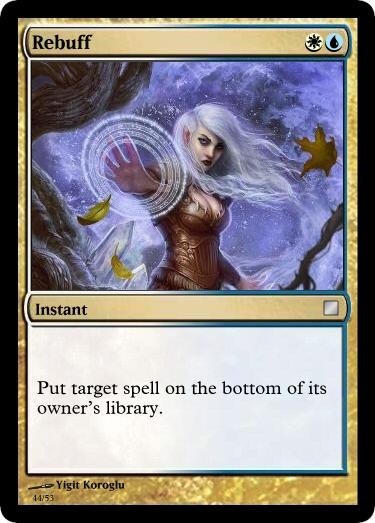 Rebuff
Instant
Put target spell on the bottom of its
owner's library.
Yigit Koroglu
44/53